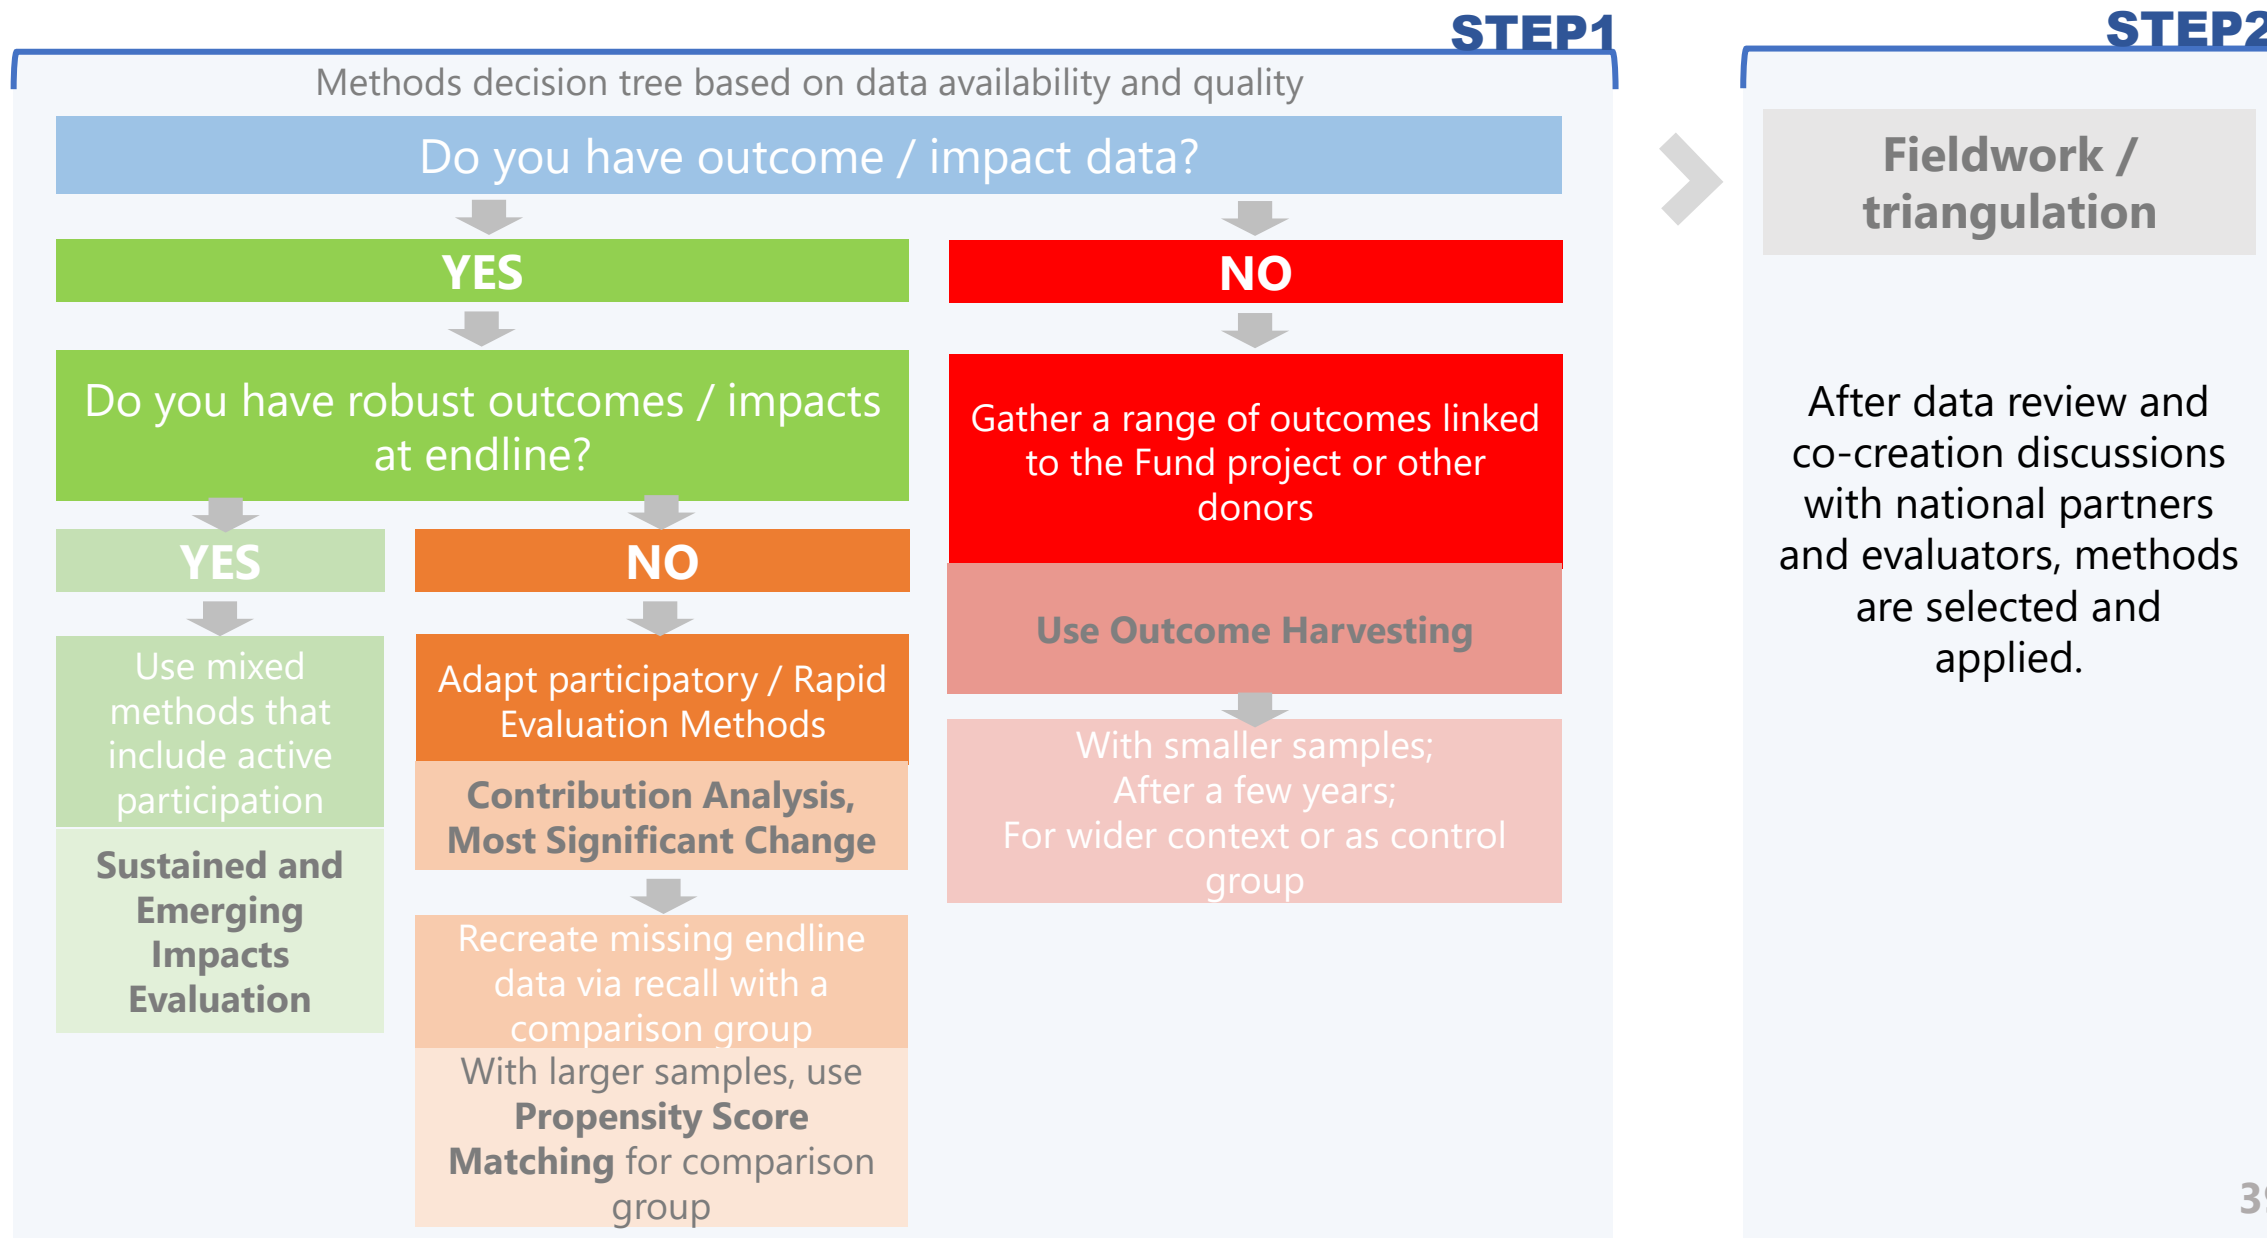 STEP1
Methods decision tree based on data availability and quality
Do you have outcome / impact data?
YES
Do you have robust outcomes / impacts
at endline?
YES
Use mixed
methods that
include active
participation
Sustained and
Emerging
Impacts
Evaluation
NO
Adapt participatory / Rapid
Evaluation Methods
Contribution Analysis,
Most Significant Change
Recreate missing endline
data via recall with a
comparison group
With larger samples, use
Propensity Score
Matching for comparison
group
NO
Gather a range of outcomes linked
to the Fund project or other
donors
Use Outcome Harvesting
With smaller samples;
After a few years;
For wider context or as control
group
STEP2
Fieldwork /
triangulation
After data review and
co-creation discussions
with national partners
and evaluators, methods
are selected and
applied.